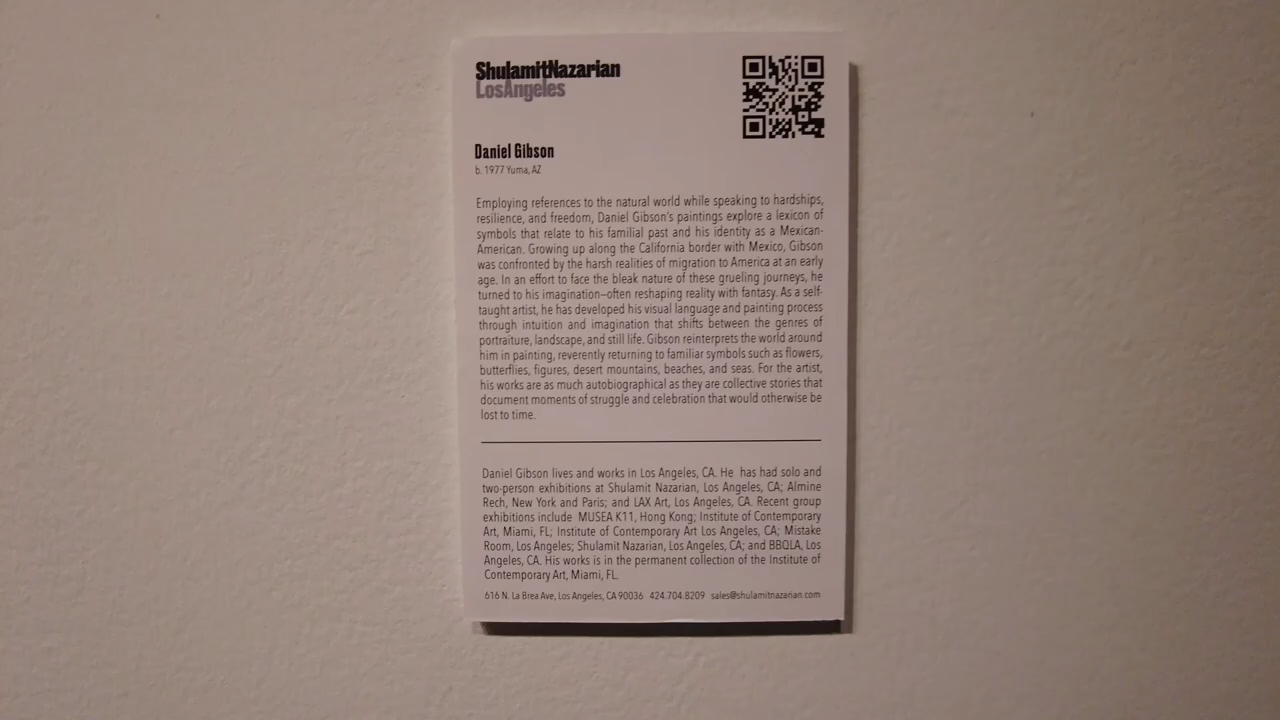 ShulamitNazarian
LosAngeles
Daniel Gibson
b. 1977 Yuma, AZ
Employing references to the natural world while speaking to hardships,
resilience, and freedom, Daniel Gibson's paintings explore a lexicon of
symbols that relate to his familial past and his identity as a Mexican-
American. Growing up along the California border with Mexico, Gibson
was confronted by the harsh realities of migration to America at an early
age. In an effort to face the bleak nature of these grueling journeys, he
turned to his imagination—often reshaping reality with fantasy. As a self-
taught artist, he has developed his visual language and painting process
through intuition and imagination that shifts between the genres of
portraiture, landscape, and still life. Gibson reinterprets the world around
him in painting, reverently returning to familiar symbols such as flowers,
butterflies, figures, desert mountains, beaches, and seas. For the artist,
his works are as much autobiographical as they are collective stories that
document moments of struggle and celebration that would otherwise be
lost to time.
Daniel Gibson lives and works in Los Angeles, CA. He has had solo and
two-person exhibitions at Shulamit Nazarian, Los Angeles, CA; Almine
Rech, New York and Paris; and LAX Art, Los Angeles, CA. Recent group
exhibitions include MUSEA K11, Hong Kong; Institute of Contemporary
Art, Miami, FL; Institute of Contemporary Art Los Angeles, CA; Mistake
Room, Los Angeles; Shulamit Nazarian, Los Angeles, CA; and BBQLA, Los
Angeles, CA. His works is in the permanent collection of the Institute of
Contemporary Art, Miami, FL.
616 N. La Brea Ave, Los Angeles, CA 90036 424.704.8209 sales@shulamitnazarian.com